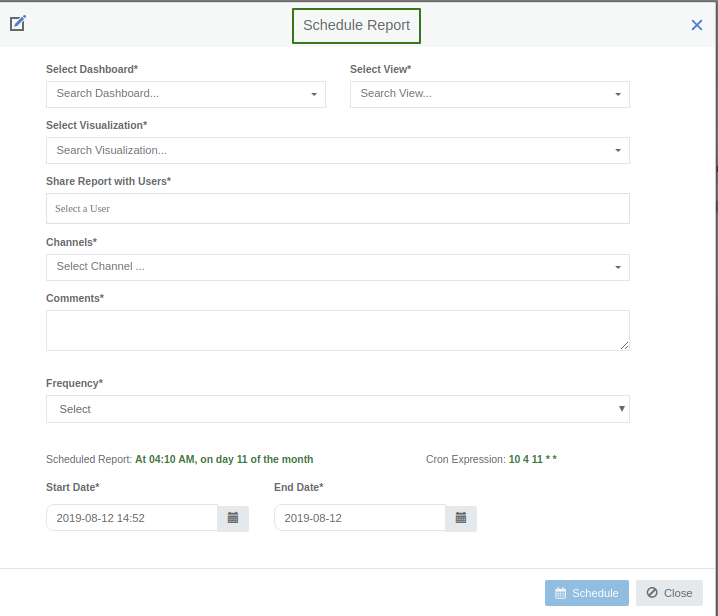 Schedule Report
Select Dashboard* Select View*
Search Dashboard... Search View...
Select Visualization*
Search Visualization...
Share Report with Users*
Select a User
Channels*
Select Channel ...
Comments*
Frequency*
Select
Scheduled Report: At 04:10 AM, on day 11 of the month Cron Expression: 10 4 11 * *
Start Date* End Date*
2019-08-12 14:52 2019-08-12
Schedule Close